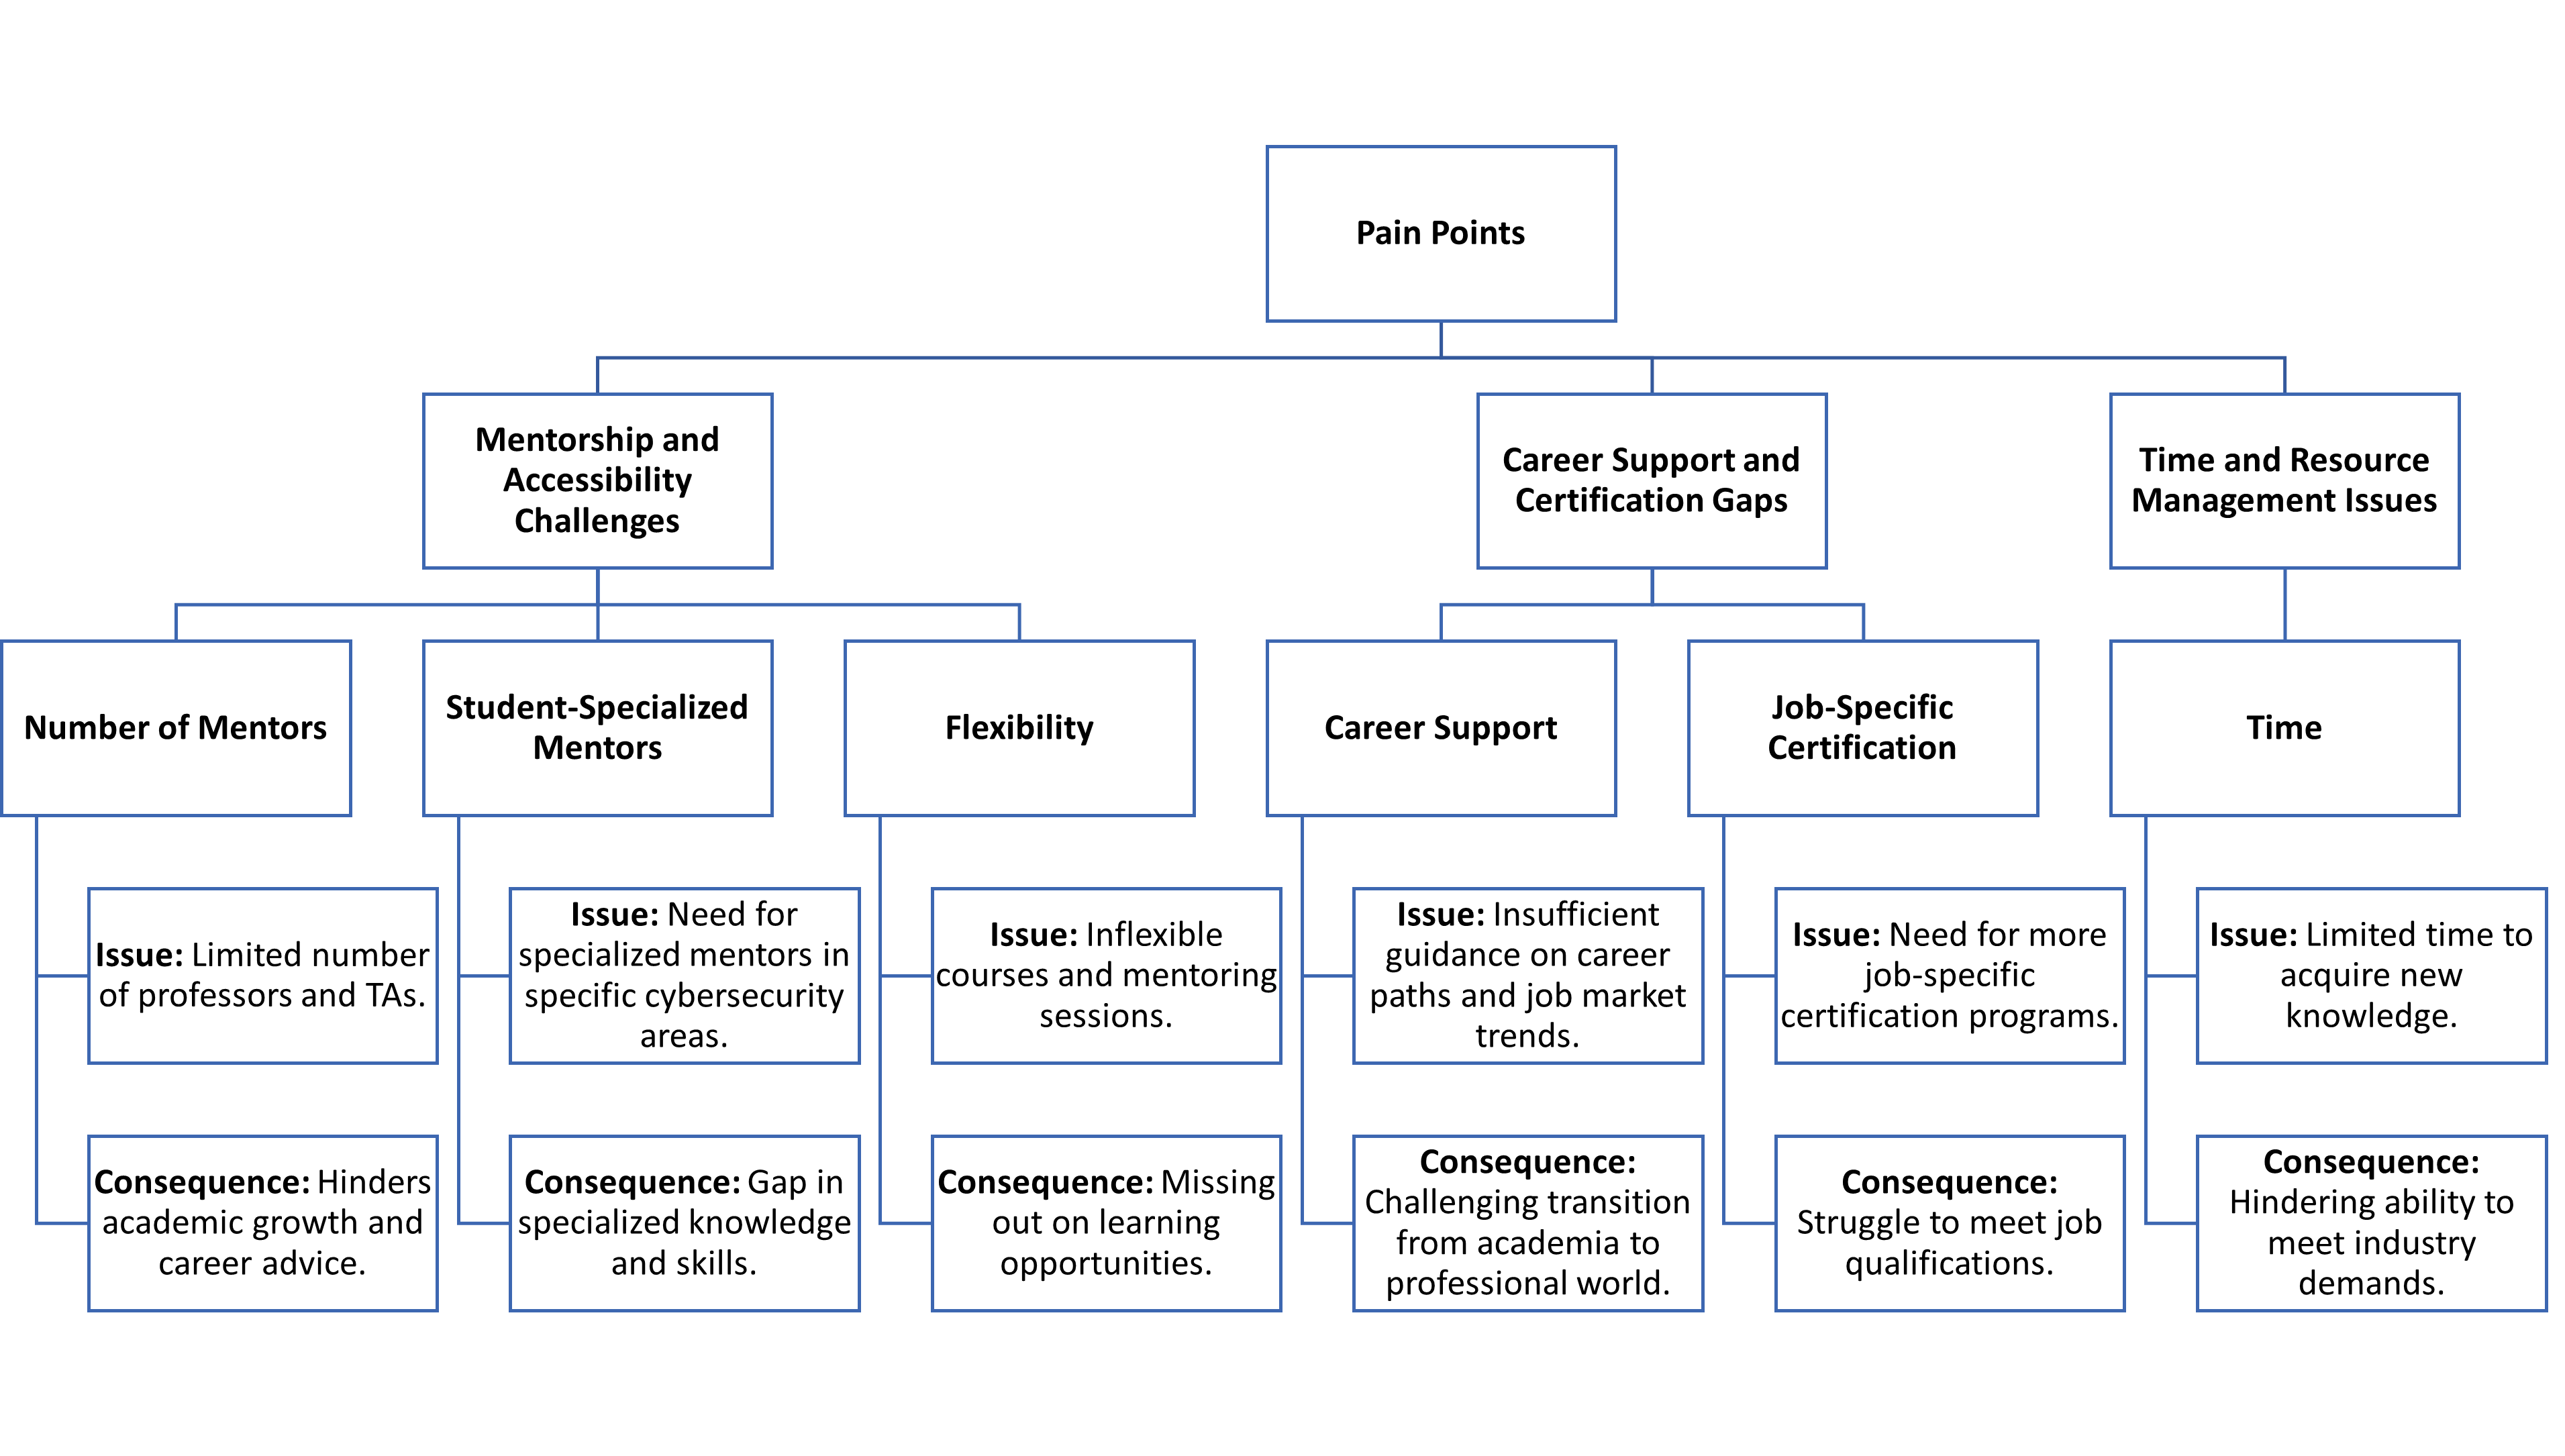 Pain Points
Mentorship and
Accessibility
Challenges
Career Support and
Certification Gaps
Time and Resource
Management Issues
Number of Mentors
Student-Specialized
Mentors
Flexibility
Career Support
Job-Specific
Certification
Time
Issue: Limited number
of professors and TAs.
Issue: Need for
specialized mentors in
specific cybersecurity
areas.
Issue: Inflexible
courses and mentoring
sessions.
Issue: Insufficient
guidance on career
paths and job market
trends.
Issue: Need for more
job-specific
certification programs.
Issue: Limited time to
acquire new
knowledge.
Consequence: Hinders
academic growth and
career advice.
Consequence: Gap in
specialized knowledge
and skills.
Consequence: Missing
out on learning
opportunities.
Consequence:
Challenging transition
from academia to
professional world.
Consequence:
Struggle to meet job
qualifications.
Consequence:
Hindering ability to
meet industry
demands.